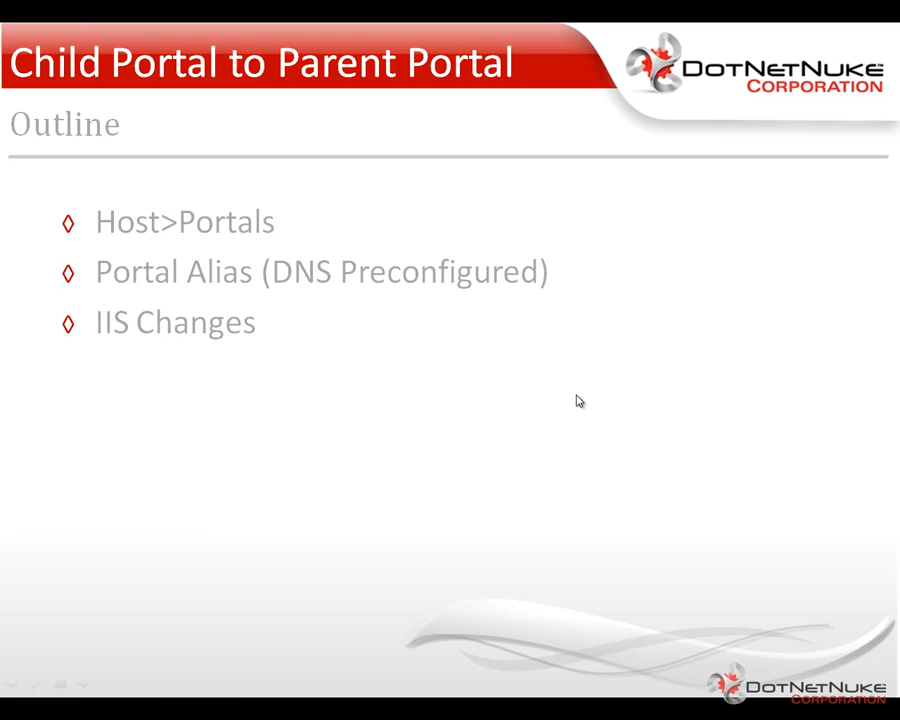 Child Portal to Parent Portal
DOTNETNUKE
CORPORATION
Outline
◊ Host>Portals
◊ Portal Alias (DNS Preconfigured)
◊ IIS Changes
DOTNETNUKE
CORPORATION